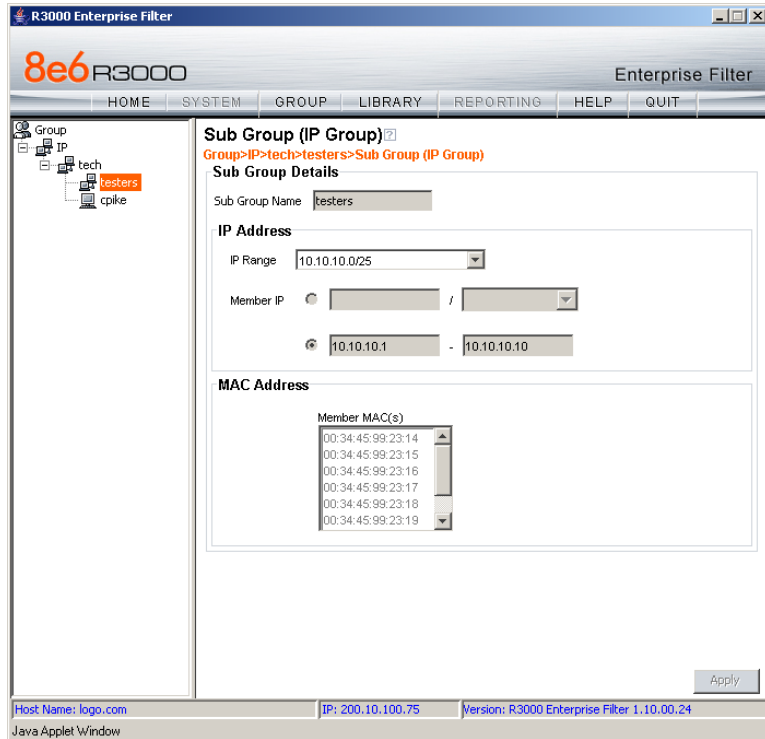 R3000 Enterprise Filter
8e6 R3000
Enterprise Filter
HOME SYSTEM GROUP LIBRARY REPORTING HELP QUIT
Group
IP
tech
testers
cpike
Sub Group (IP Group)?
Group>IP>tech>testers>Sub Group (IP Group)
Sub Group Details
Sub Group Name testers
IP Address
IP Range 10.10.10.0/25
Member IP /
10.10.10.1 - 10.10.10.10
MAC Address
Member MAC(s)
00:34:45:99:23:14
00:34:45:99:23:15
00:34:45:99:23:16
00:34:45:99:23:17
00:34:45:99:23:18
00:34:45:99:23:19
Apply
Host Name: logo.com IP: 200.10.100.75 Version: R3000 Enterprise Filter 1.10.00.24
Java Applet Window